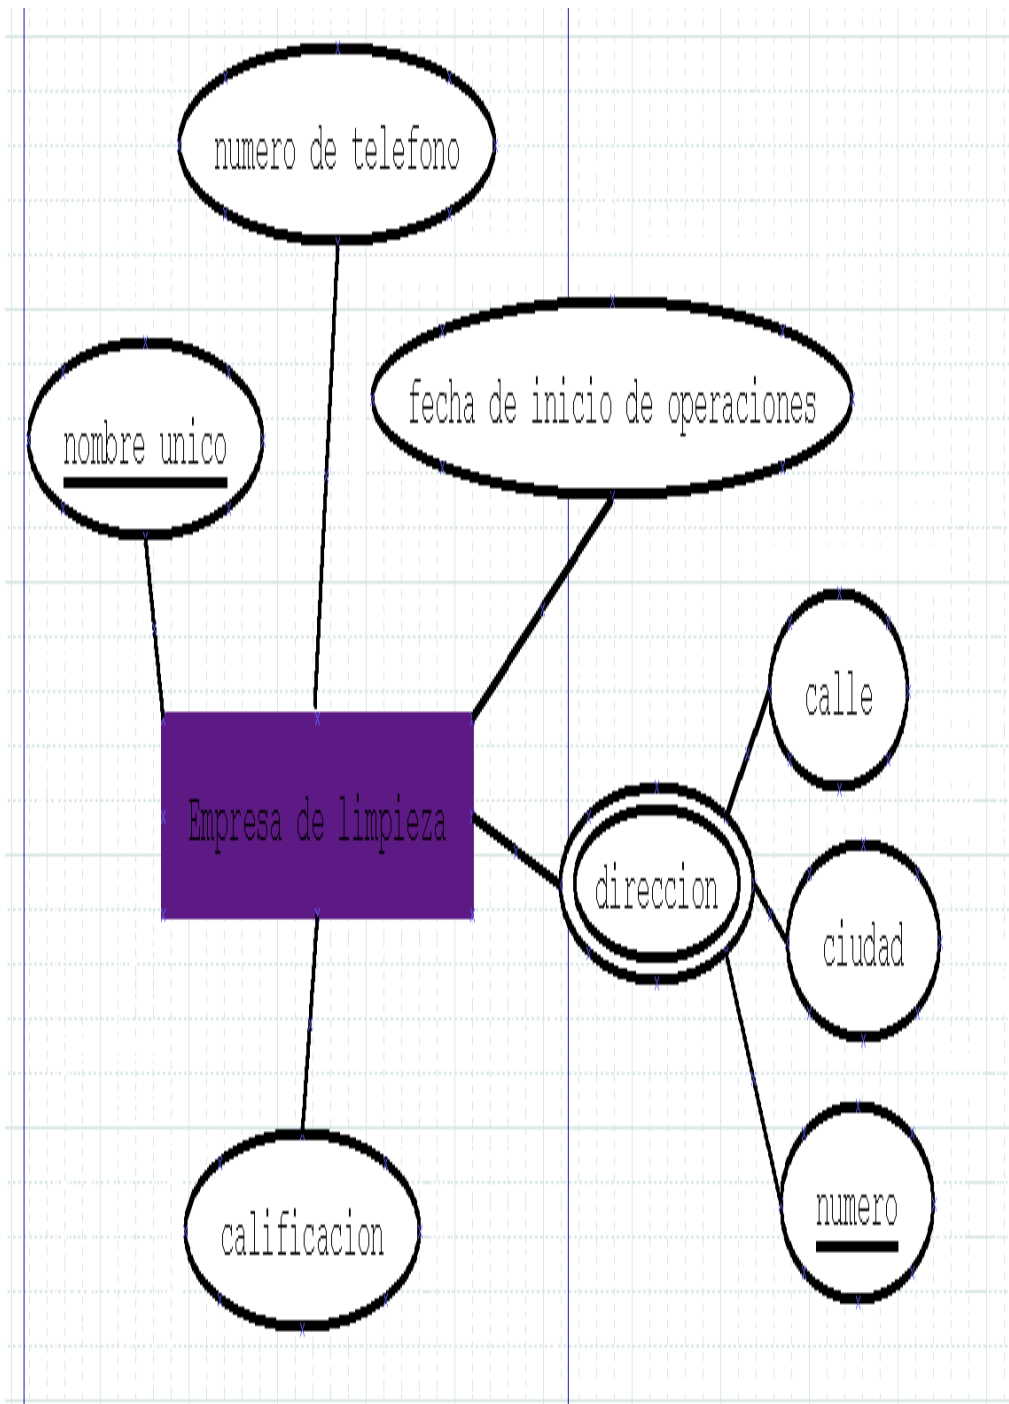 numero de telefono
fecha de inicio de operaciones
nombre unico
calle
Empresa de limpieza
direccion
ciudad
numero
calificacion